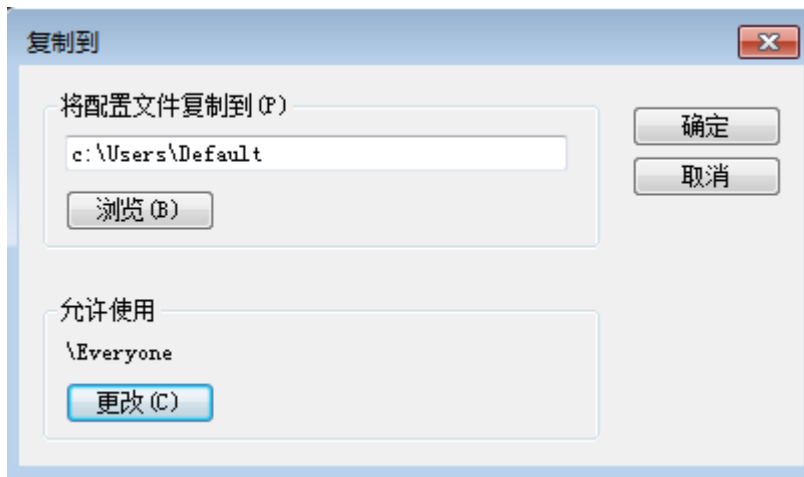 复制到
将配置文件复制到(P)
c:\Users\Default
浏览(B)
确定
取消
允许使用
\Everyone
更改(C)